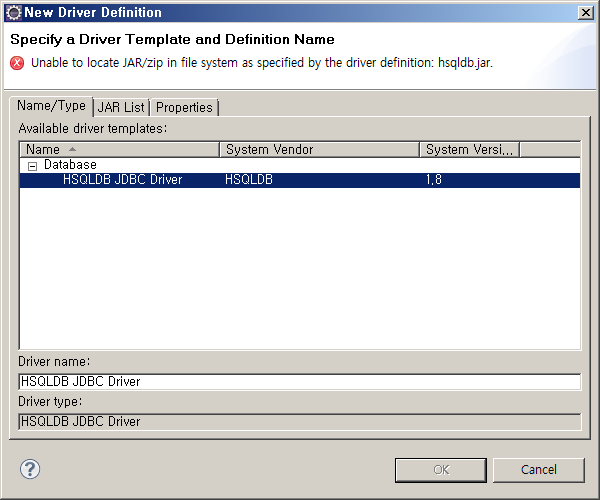 New Driver Definition
Specify a Driver Template and Definition Name
Unable to locate JAR/zip in file system as specified by the driver definition: hsqldb.jar.
Name/Type JAR List Properties
Available driver templates:
Name System Vendor System Versi...
Database
HSQLDB JDBC Driver HSQLDB 1.8
Driver name:
HSQLDB JDBC Driver
Driver type:
HSQLDB JDBC Driver
? OK Cancel